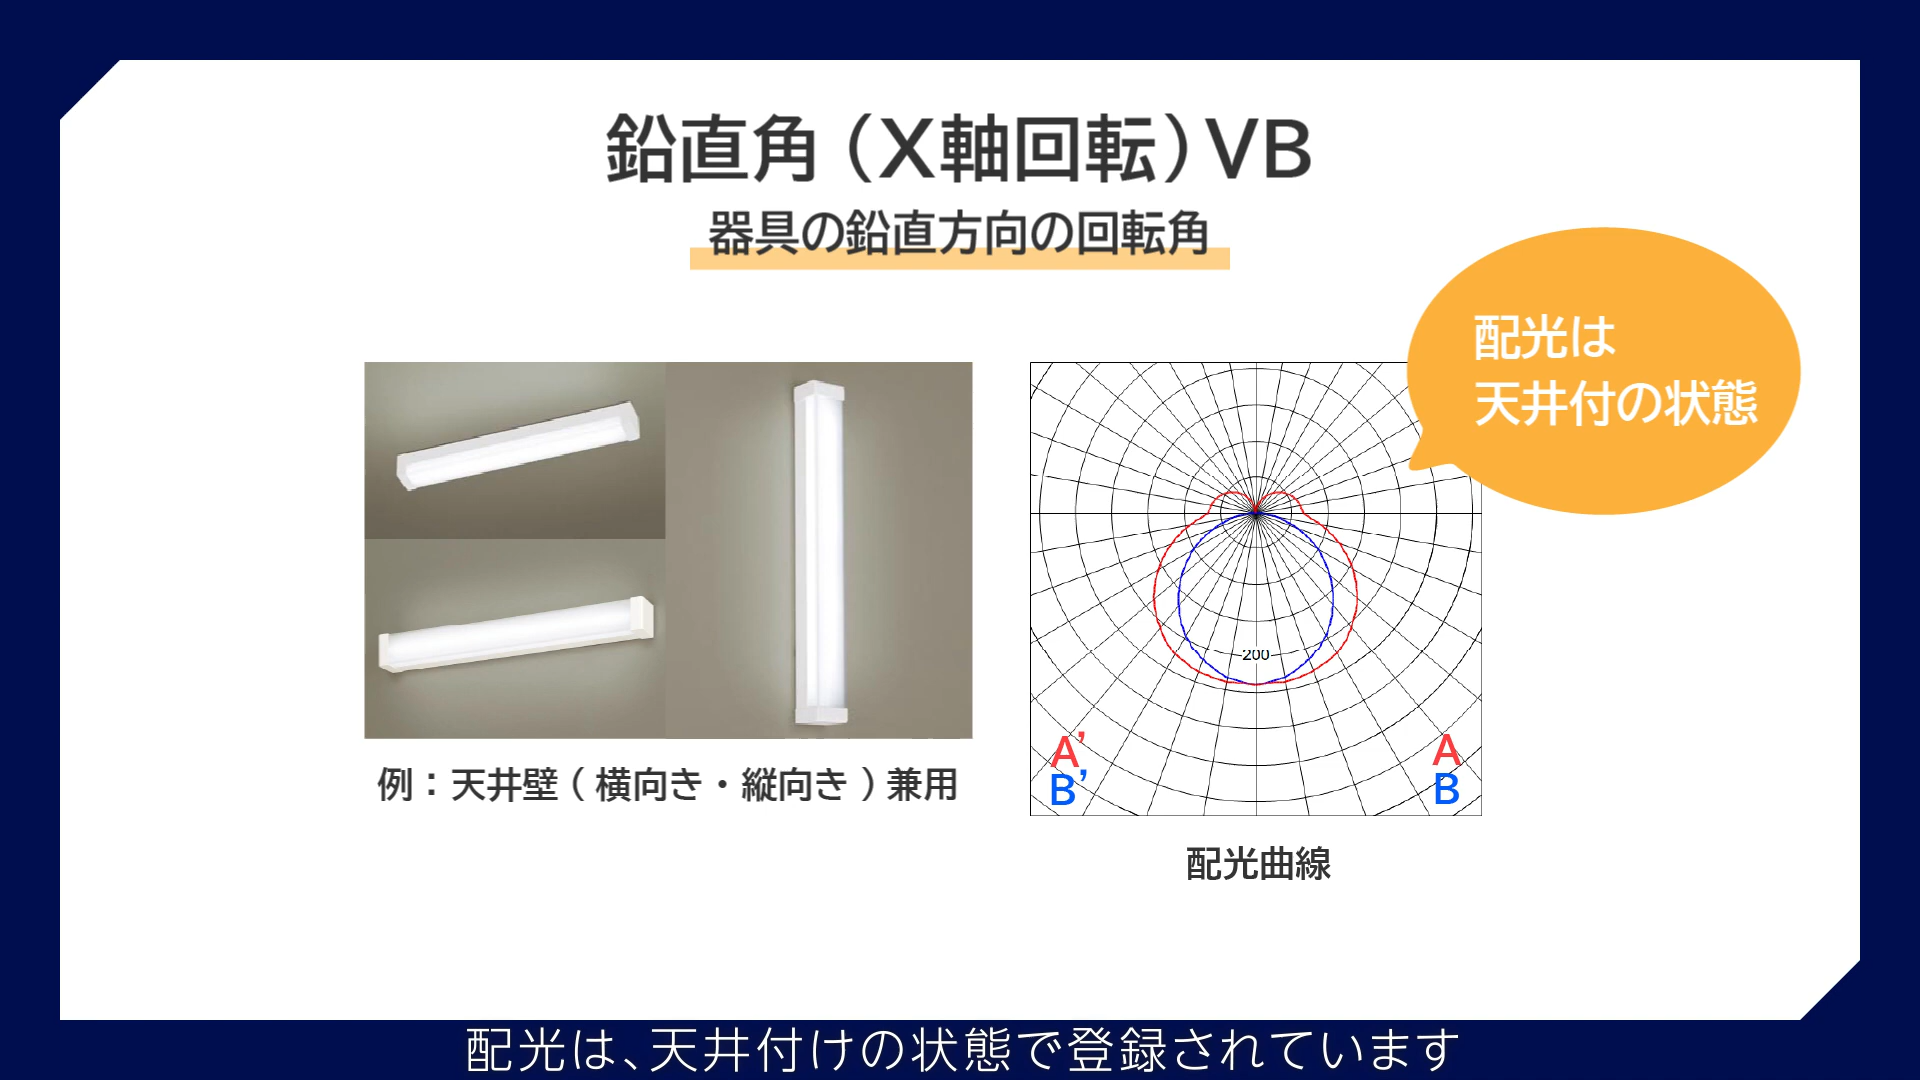 鉛直角（X軸回転）VB
器具の鉛直方向の回転角
配光は
天井付の状態
200
A’ A
B’ B
例：天井壁（横向き・縦向き）兼用
配光曲線
配光は、天井付けの状態で登録されています